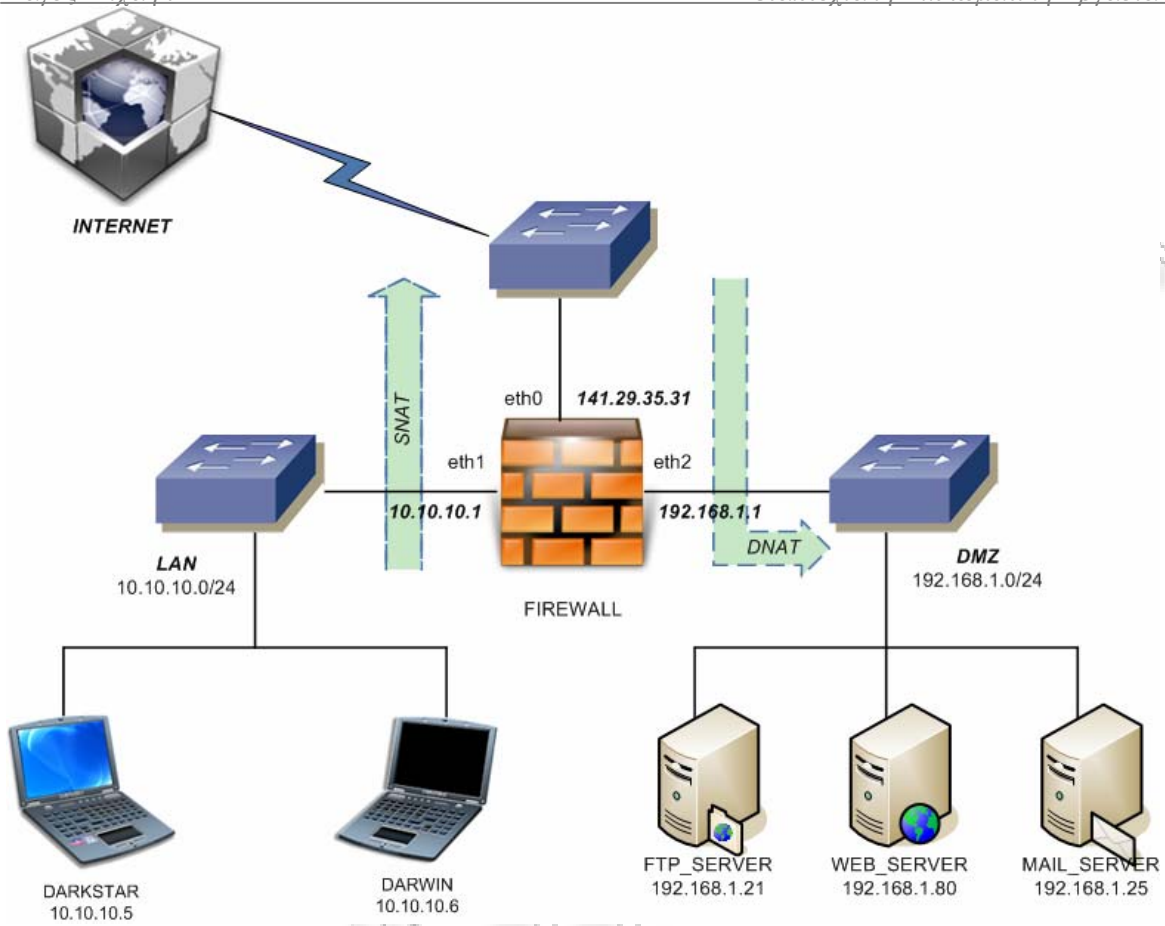 INTERNET
SNAT
eth0
141.29.35.31
eth1
eth2
10.10.10.1
192.168.1.1
DNAT
LAN
10.10.10.0/24
DMZ
192.168.1.0/24
FIREWALL
DARKSTAR
10.10.10.5
DARWIN
10.10.10.6
FTP_SERVER
192.168.1.21
WEB_SERVER
192.168.1.80
MAIL_SERVER
192.168.1.25